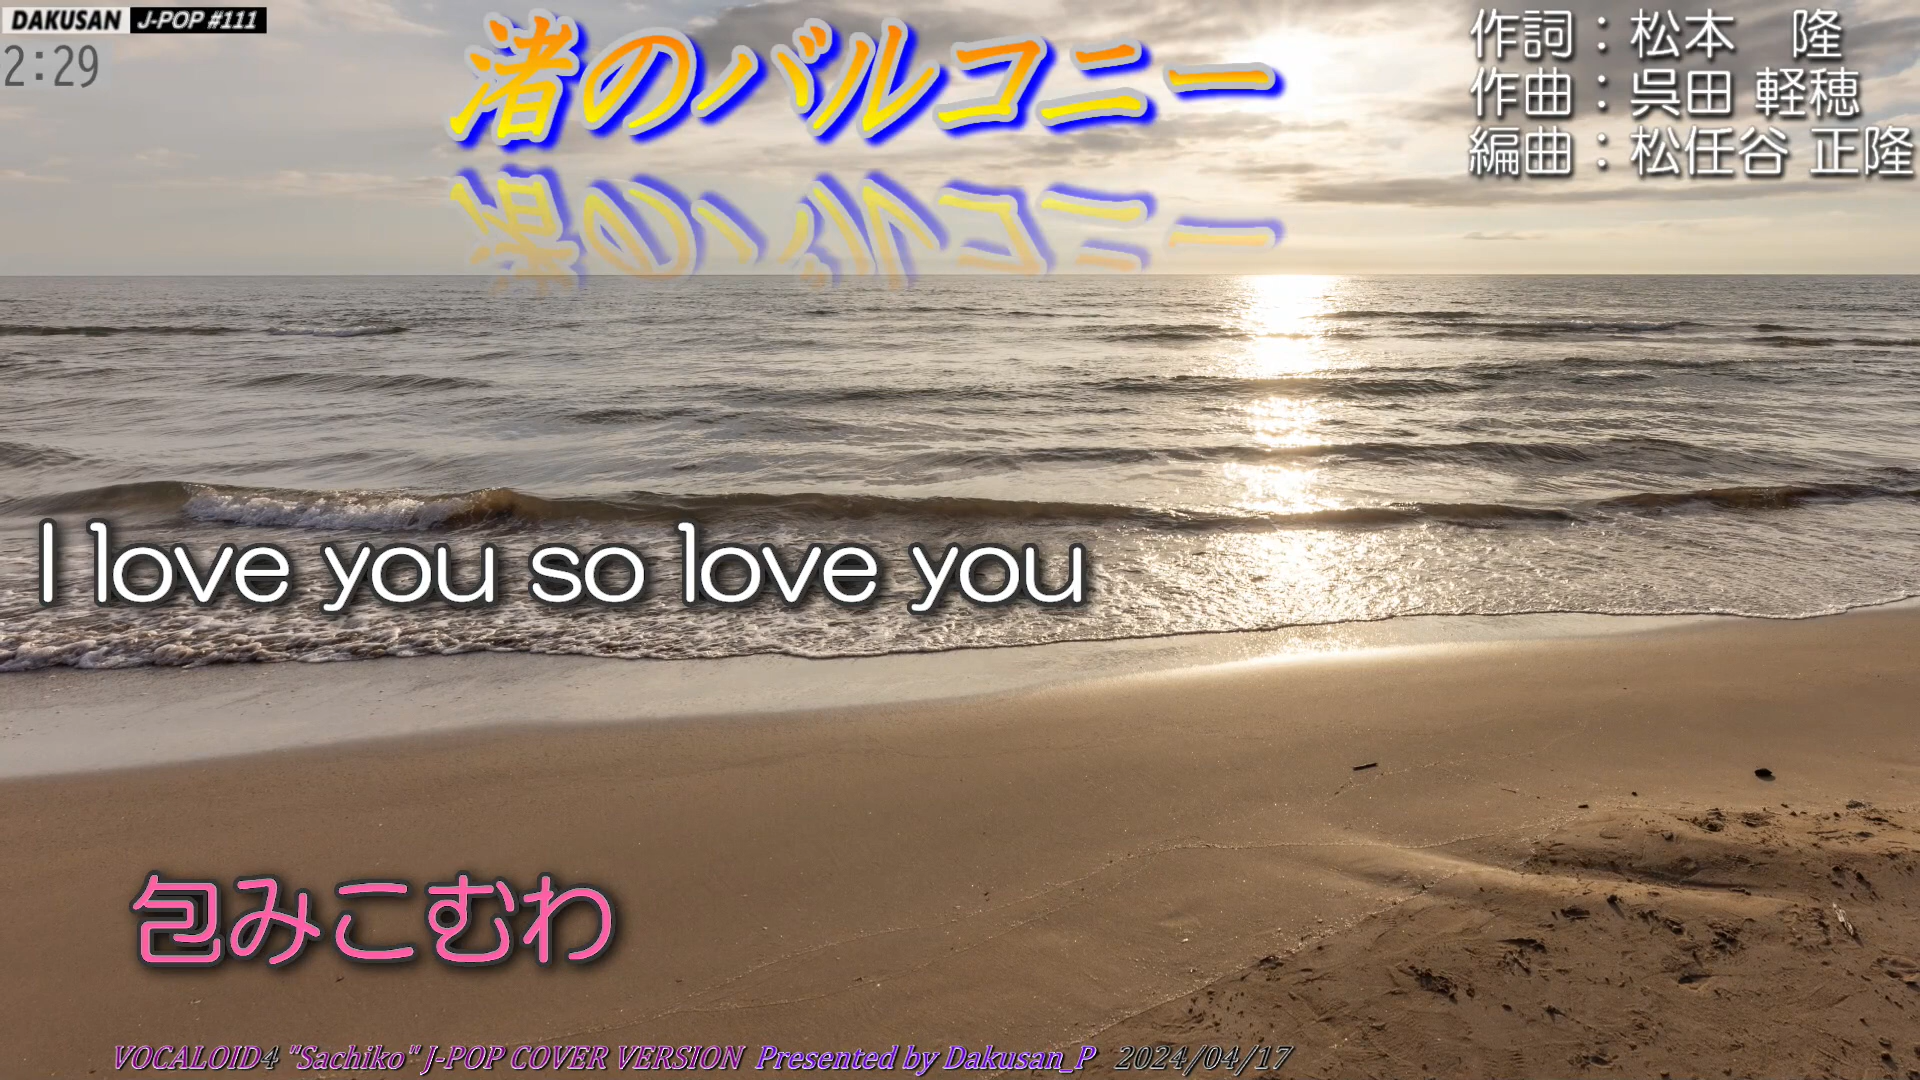 DAKUSAN J-POP #111
2:29
渚のバルコニー
作詞：松本　隆
作曲：呉田 軽穂
編曲：松任谷 正隆
I love you so love you
包みこむわ
VOCALOID4 "Sachiko" J-POP COVER VERSION Presented by Dakusan_P 2024/04/17